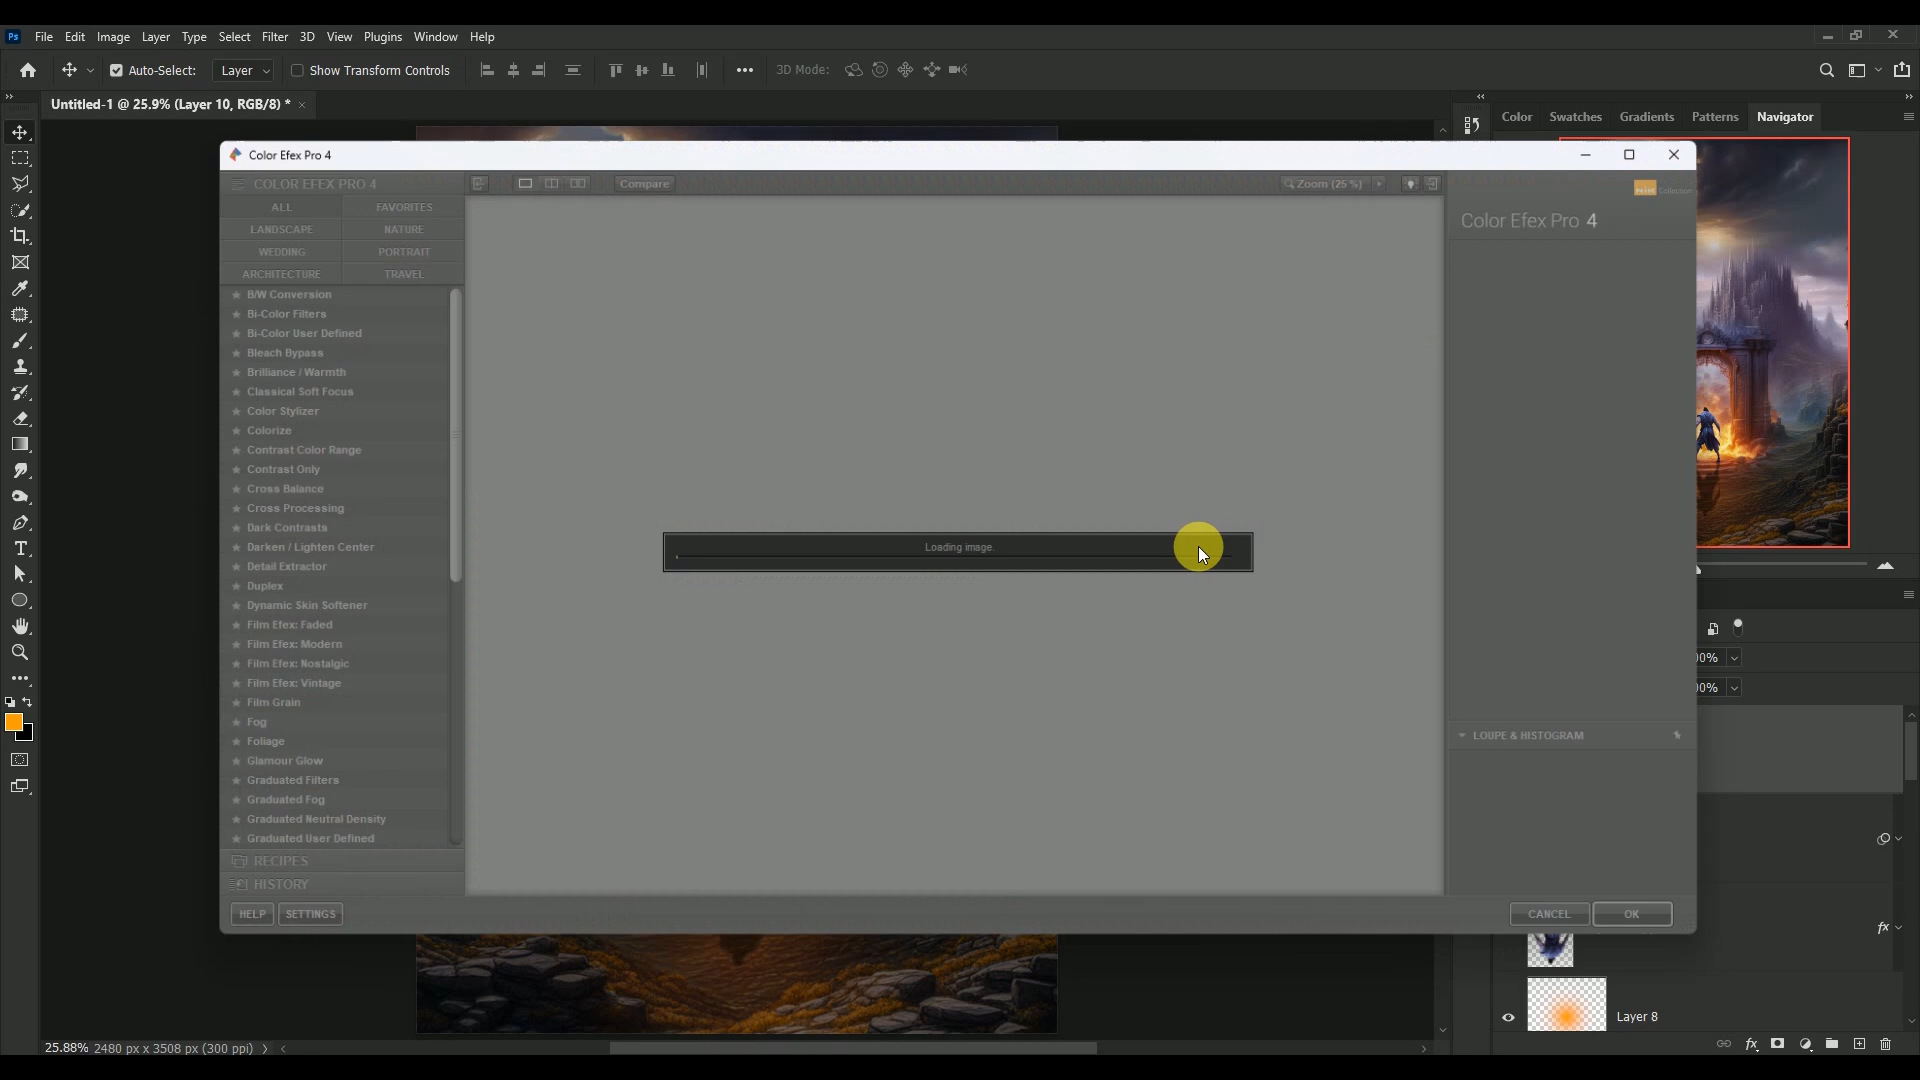 Ps File Edit Image Layer Type Select Filter 3D View Plugins Window Help
Auto-Select: Layer Show Transform Controls 3D Mode:
Untitled-1 @ 25.9% (Layer 10, RGB/8) *
Color Swatches Gradients Patterns Navigator
Color Efex Pro 4
COLOR EFEX PRO 4
Compare
Zoom (25 %)
Nik Collection
Color Efex Pro 4
ALL FAVORITES
LANDSCAPE NATURE
WEDDING PORTRAIT
ARCHITECTURE TRAVEL
B/W Conversion
Bi-Color Filters
Bi-Color User Defined
Bleach Bypass
Brilliance / Warmth
Classical Soft Focus
Color Stylizer
Colorize
Contrast Color Range
Contrast Only
Cross Balance
Cross Processing
Dark Contrasts
Darken / Lighten Center
Detail Extractor
Duplex
Dynamic Skin Softener
Film Efex: Faded
Film Efex: Modern
Film Efex: Nostalgic
Film Efex: Vintage
Film Grain
Fog
Foliage
Glamour Glow
Graduated Filters
Graduated Fog
Graduated Neutral Density
Graduated User Defined
RECIPES
HISTORY
HELP SETTINGS
Loading image.
LOUPE & HISTOGRAM
CANCEL OK
00%
00%
fx
Layer 8
fx
25.88% 2480 px x 3508 px (300 ppi)